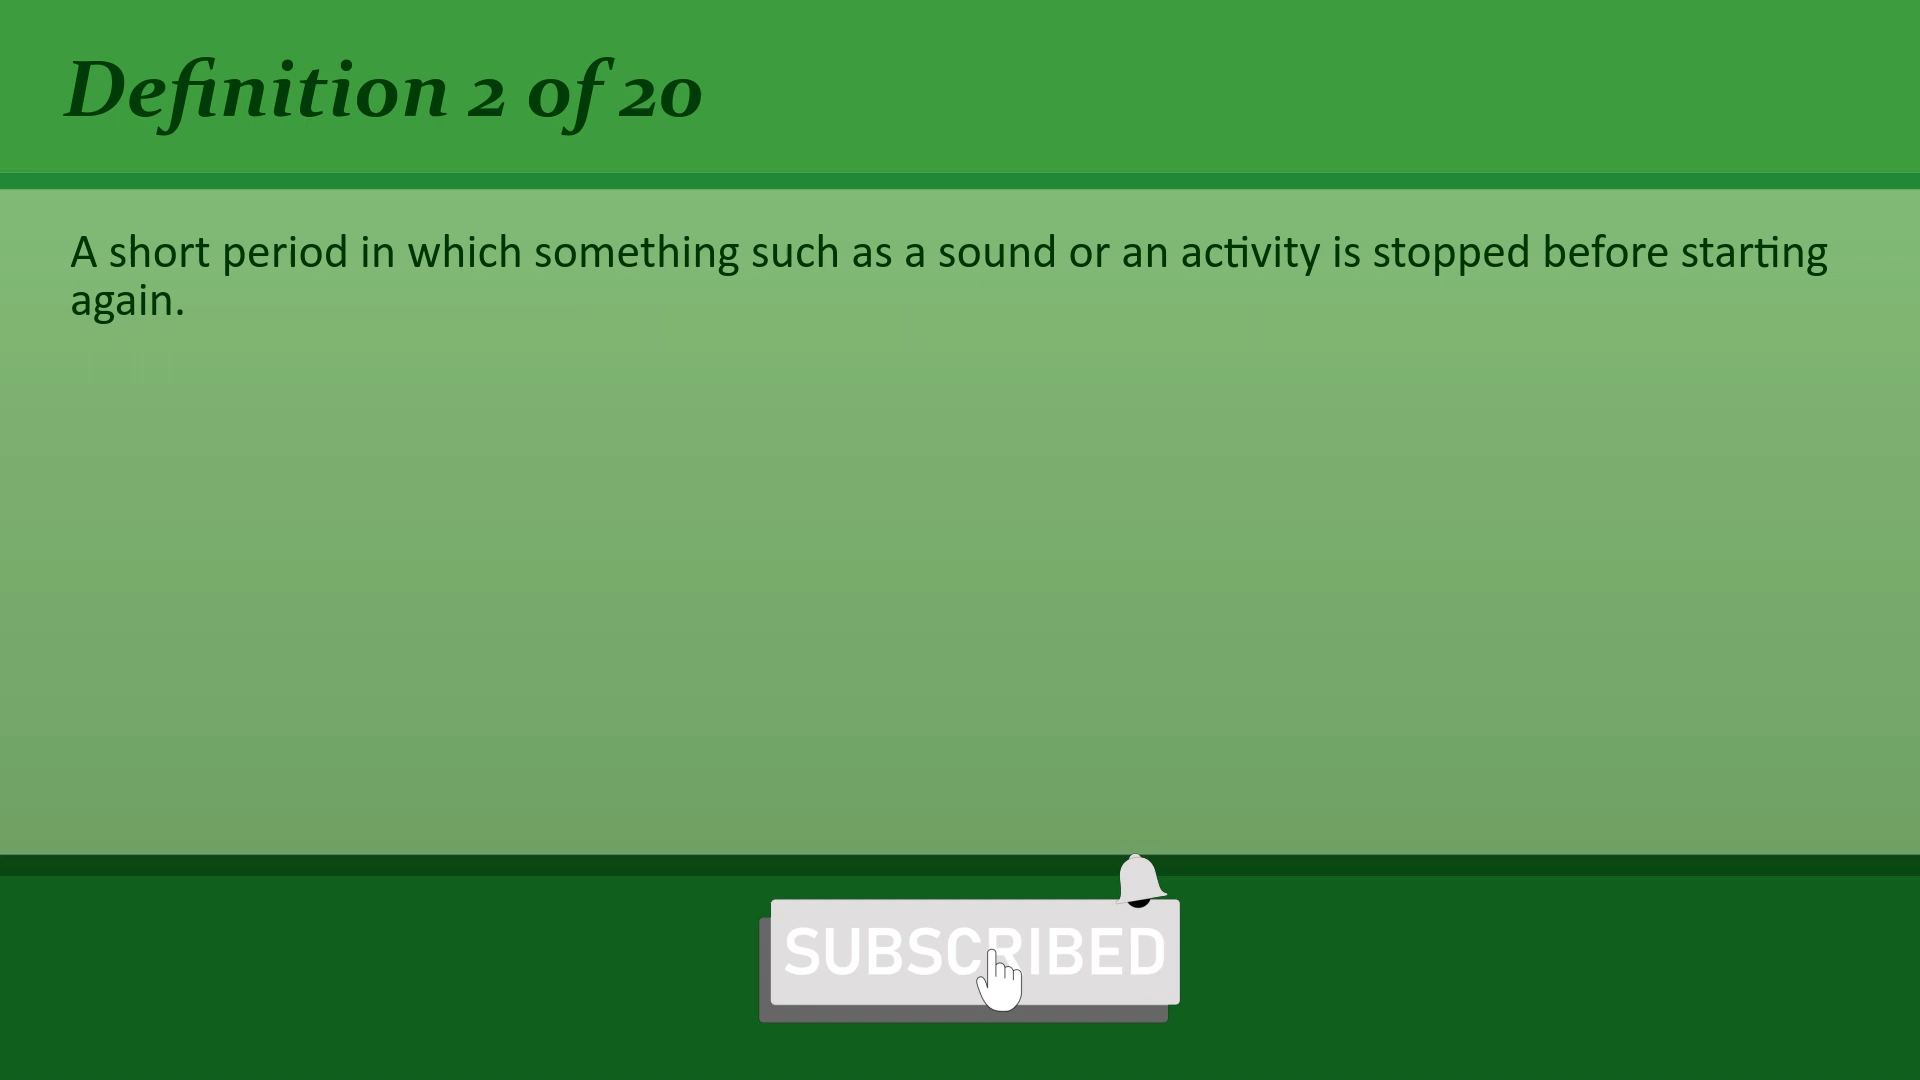 Definition 2 of 20
A short period in which something such as a sound or an activity is stopped before starting
again.
SUBSCRIBED